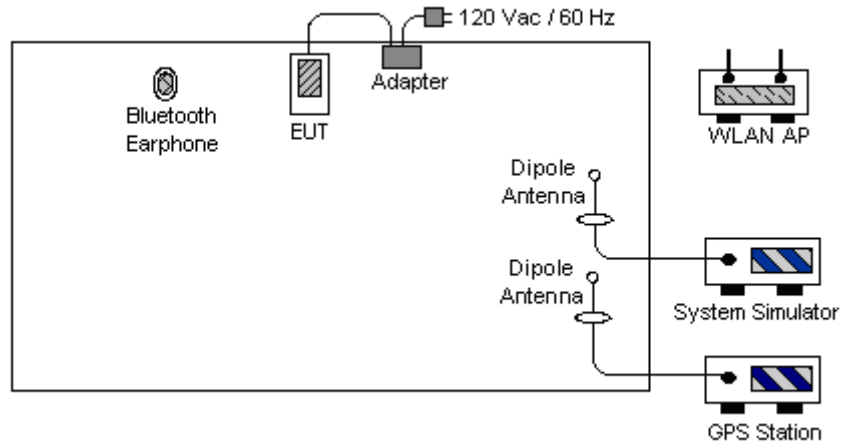 120 Vac / 60 Hz
Adapter
Bluetooth
Earphone
EUT
WLAN AP
Dipole
Antenna
Dipole
Antenna
System Simulator
GPS Station